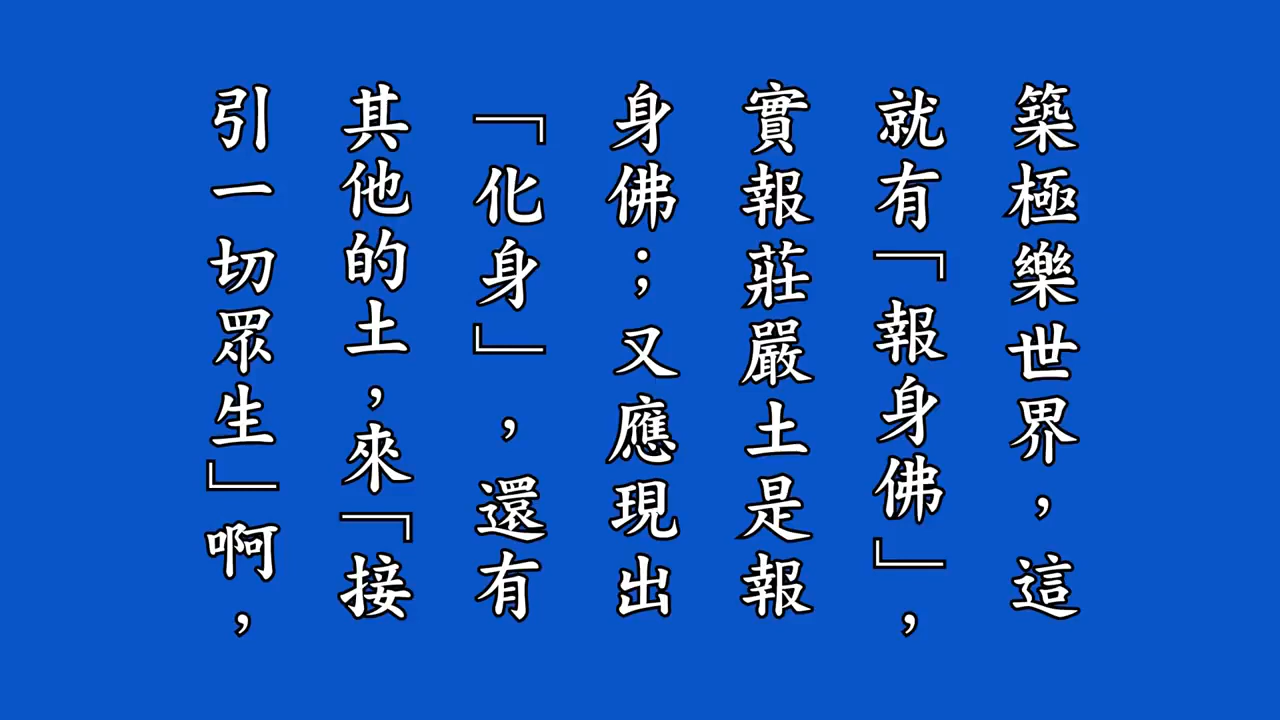 築極樂世界，這
就有「報身佛」，
實報莊嚴土是報
身佛；又應現出
「化身」，還有
其他的土，來「接
引一切眾生」啊，